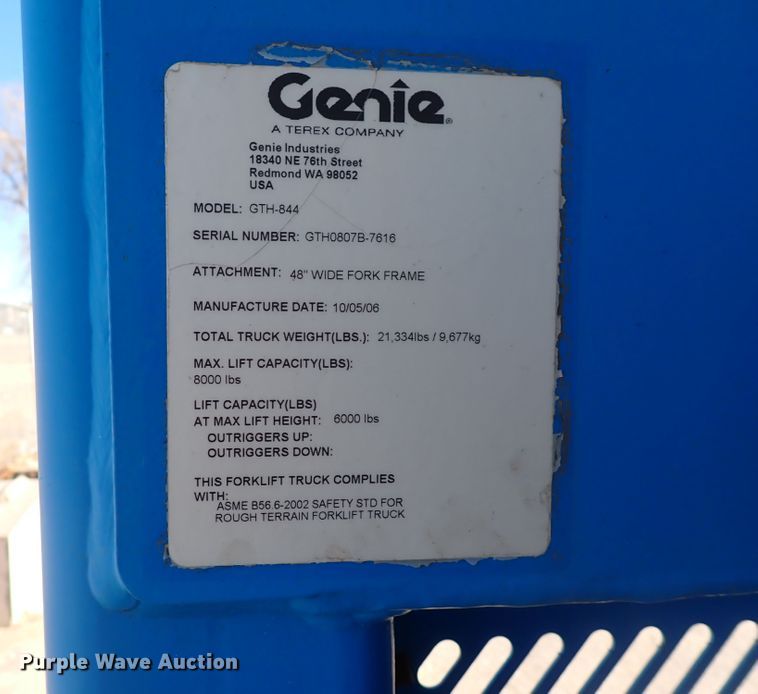 Genie®
A TEREX COMPANY
Genie Industries
18340 NE 76th Street
Redmond WA 98052
USA
MODEL: GTH-844
SERIAL NUMBER: GTH0807B-7616
ATTACHMENT: 48" WIDE FORK FRAME
MANUFACTURE DATE: 10/05/06
TOTAL TRUCK WEIGHT(LBS.): 21,334lbs / 9,677kg
MAX. LIFT CAPACITY(LBS):
8000 lbs
LIFT CAPACITY(LBS)
AT MAX LIFT HEIGHT: 6000 lbs
OUTRIGGERS UP:
OUTRIGGERS DOWN:
THIS FORKLIFT TRUCK COMPLIES
WITH:
ASME B56.6-2002 SAFETY STD FOR
ROUGH TERRAIN FORKLIFT TRUCK
Purple Wave Auction